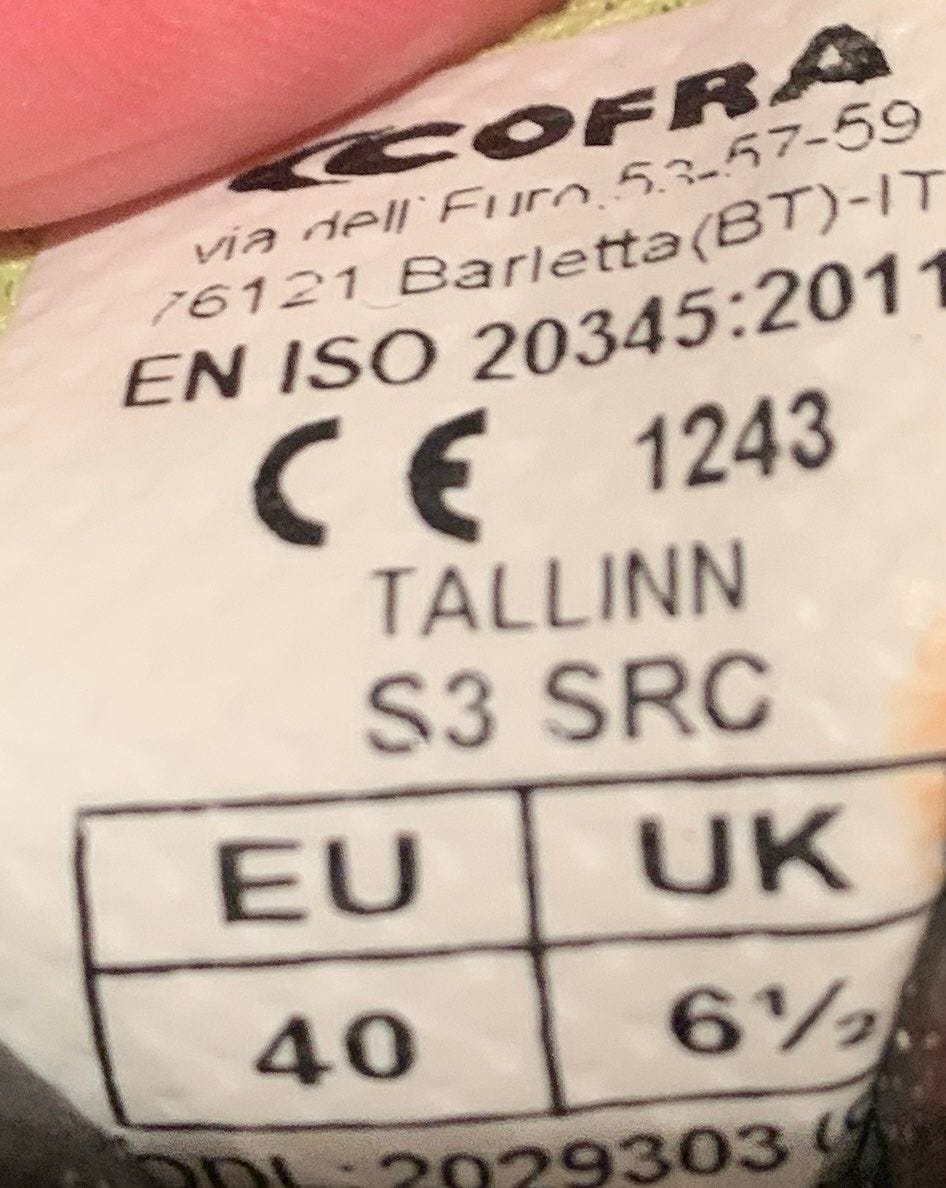 COFRA
via dell' Euro, 53-57-59
76121 Barletta(BT)-IT
EN ISO 20345:2011
CE 1243
TALLINN
S3 SRC
EU UK
40 6½
2029303